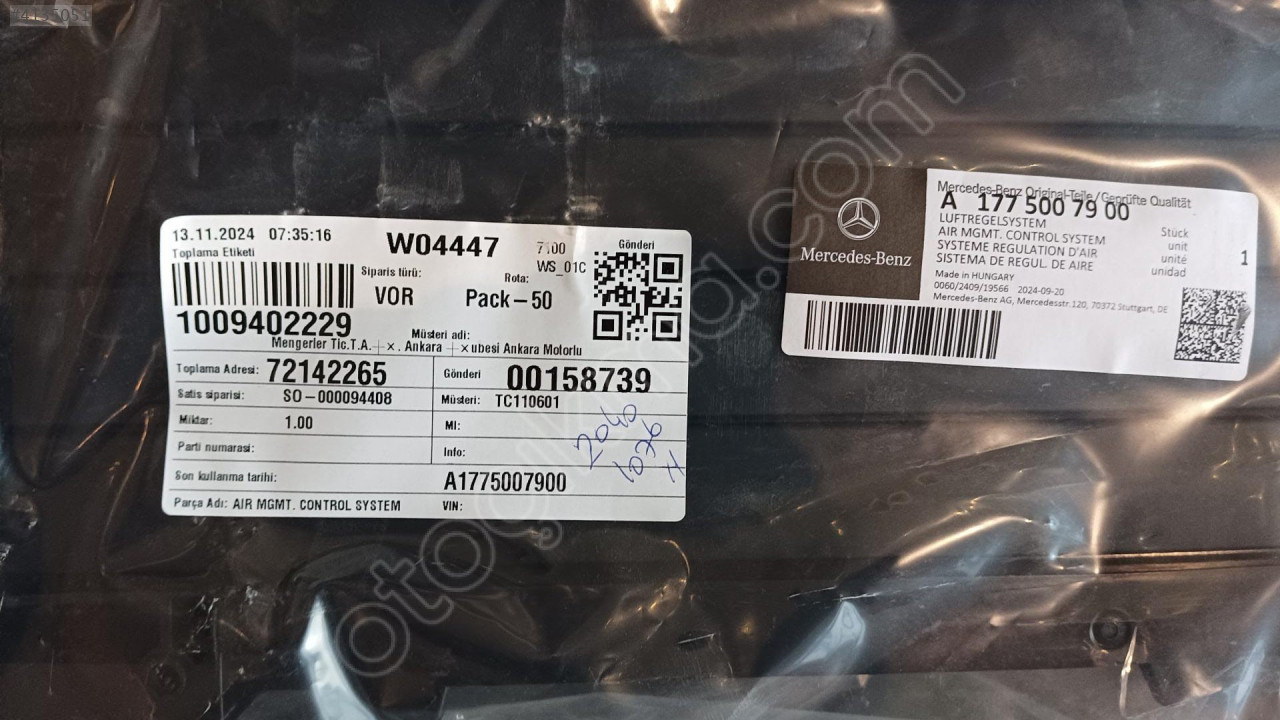 13.11.2024 07:35:16
Toplama Etiketi
W04447
7100
WS_01C
Gönderi
Siparis türü:
VOR
Rota:
Pack-50
1009402229
Müsteri adi:
Mengerler Tic.T.A. . Ankara ubesi Ankara Motorlu
Toplama Adresi: 72142265
Gönderi 00158739
Satis siparisi: SO-000094408
Müsteri: TC110601
Miktar: 1.00
MI:
Parti numarasi:
Info:
Son kullanma tarihi:
A1775007900
Parça Adı: AIR MGMT. CONTROL SYSTEM
VIN:
2040
1076
H
Mercedes-Benz
Mercedes-Benz Original-Teile/Geprüfte Qualität
A 177 500 79 00
LUFTREGELSYSTEM
AIR MGMT. CONTROL SYSTEM
SYSTEME REGULATION D'AIR
SISTEMA DE REGUL. DE AIRE
Stück
unit
unité
unidad
1
Made in HUNGARY
0060/2409/19566 2024-09-20
Mercedes-Benz AG, Mercedesstr.120, 70372 Stuttgart, DE
otoçıkma.com